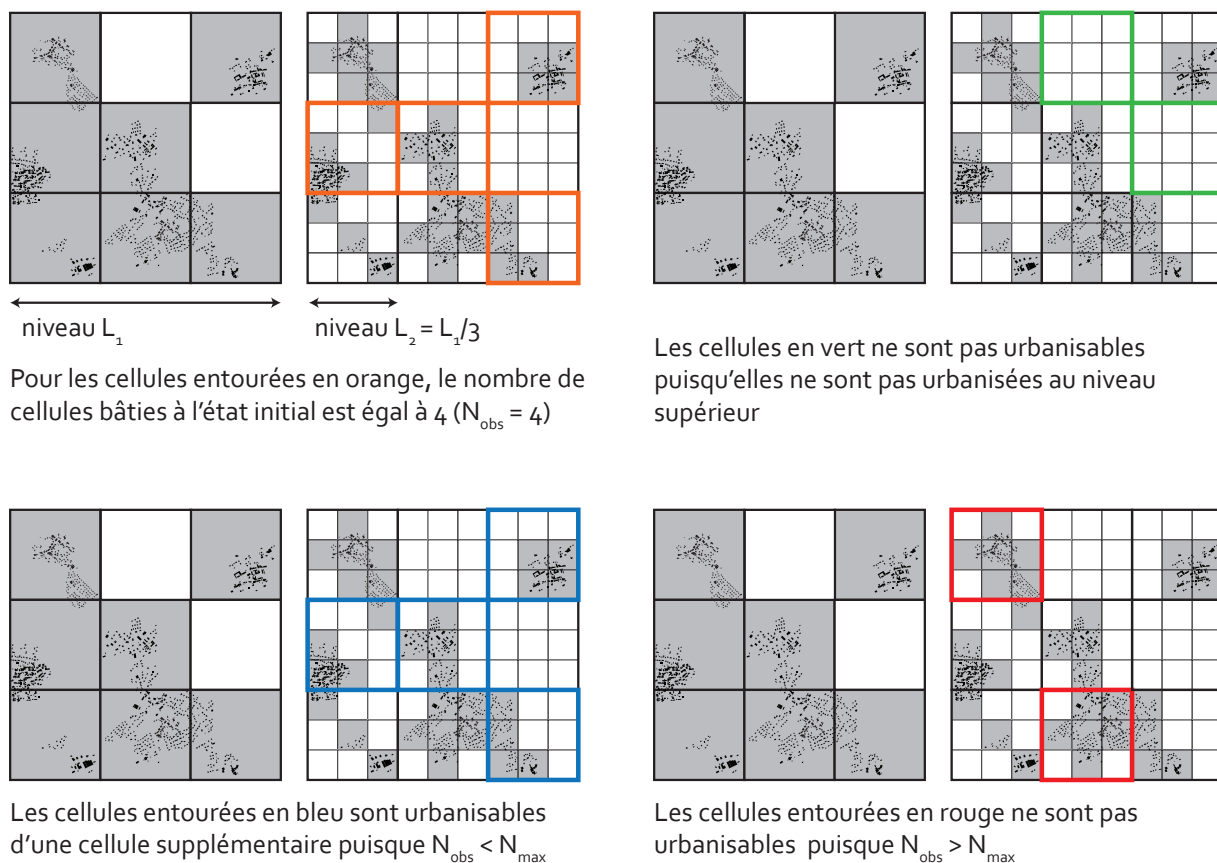 niveau L₁
niveau L₂ = L₁/3
Pour les cellules entourées en orange, le nombre de
cellules bâties à l’état initial est égal à 4 (Nobs = 4)
Les cellules en vert ne sont pas urbanisables
puisqu'elles ne sont pas urbanisées au niveau
supérieur
Les cellules entourées en bleu sont urbanisables
d’une cellule supplémentaire puisque Nobs < Nmax
Les cellules entourées en rouge ne sont pas
urbanisables puisque Nobs > Nmax